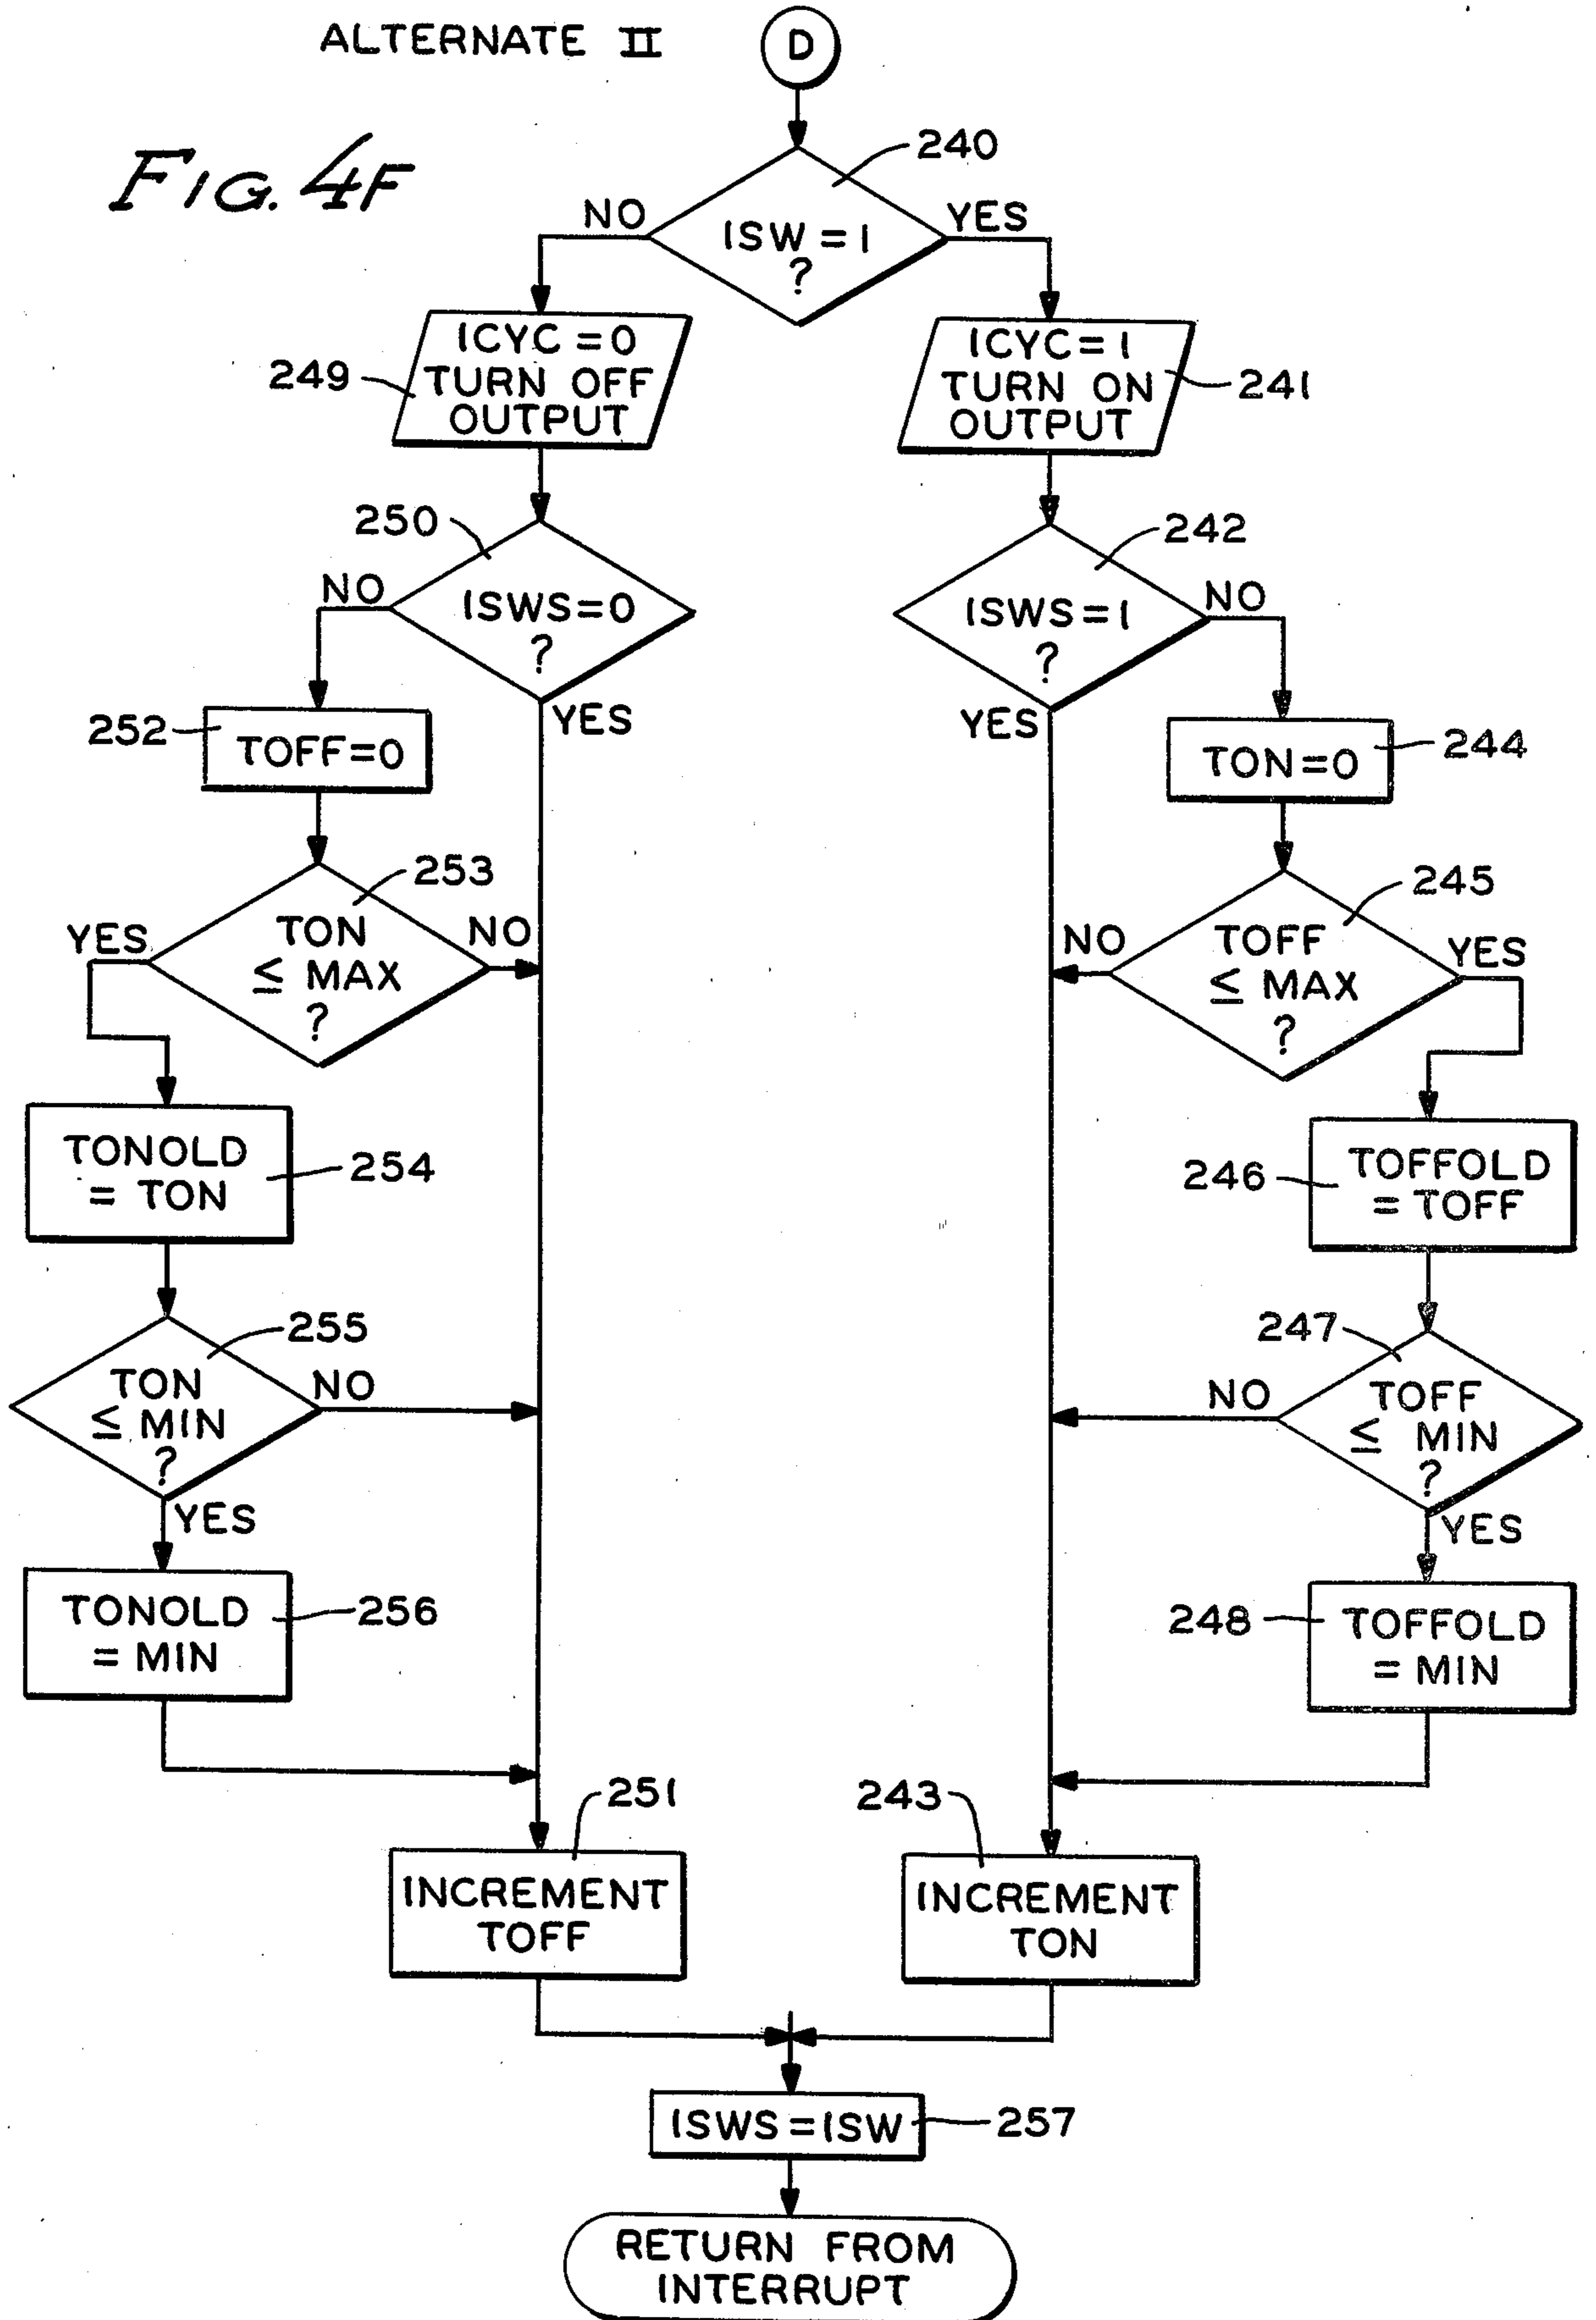 ALTERNATE II
D
FIG. 4F
240
NO
YES
ISW = 1
?
ICYC = 0
TURN OFF
OUTPUT
249
ICYC = 1
TURN ON
OUTPUT
241
250
NO
ISWS=0
?
YES
242
ISWS=1
?
NO
YES
252
TOFF=0
TON=0
244
253
YES
TON
≤ MAX
?
NO
245
NO
TOFF
≤ MAX
?
YES
TONOLD
= TON
254
246
TOFFOLD
= TOFF
255
TON
≤ MIN
?
NO
YES
247
NO
TOFF
≤ MIN
?
YES
TONOLD
= MIN
256
248
TOFFOLD
= MIN
251
INCREMENT
TOFF
243
INCREMENT
TON
ISWS = ISW
257
RETURN FROM
INTERRUPT